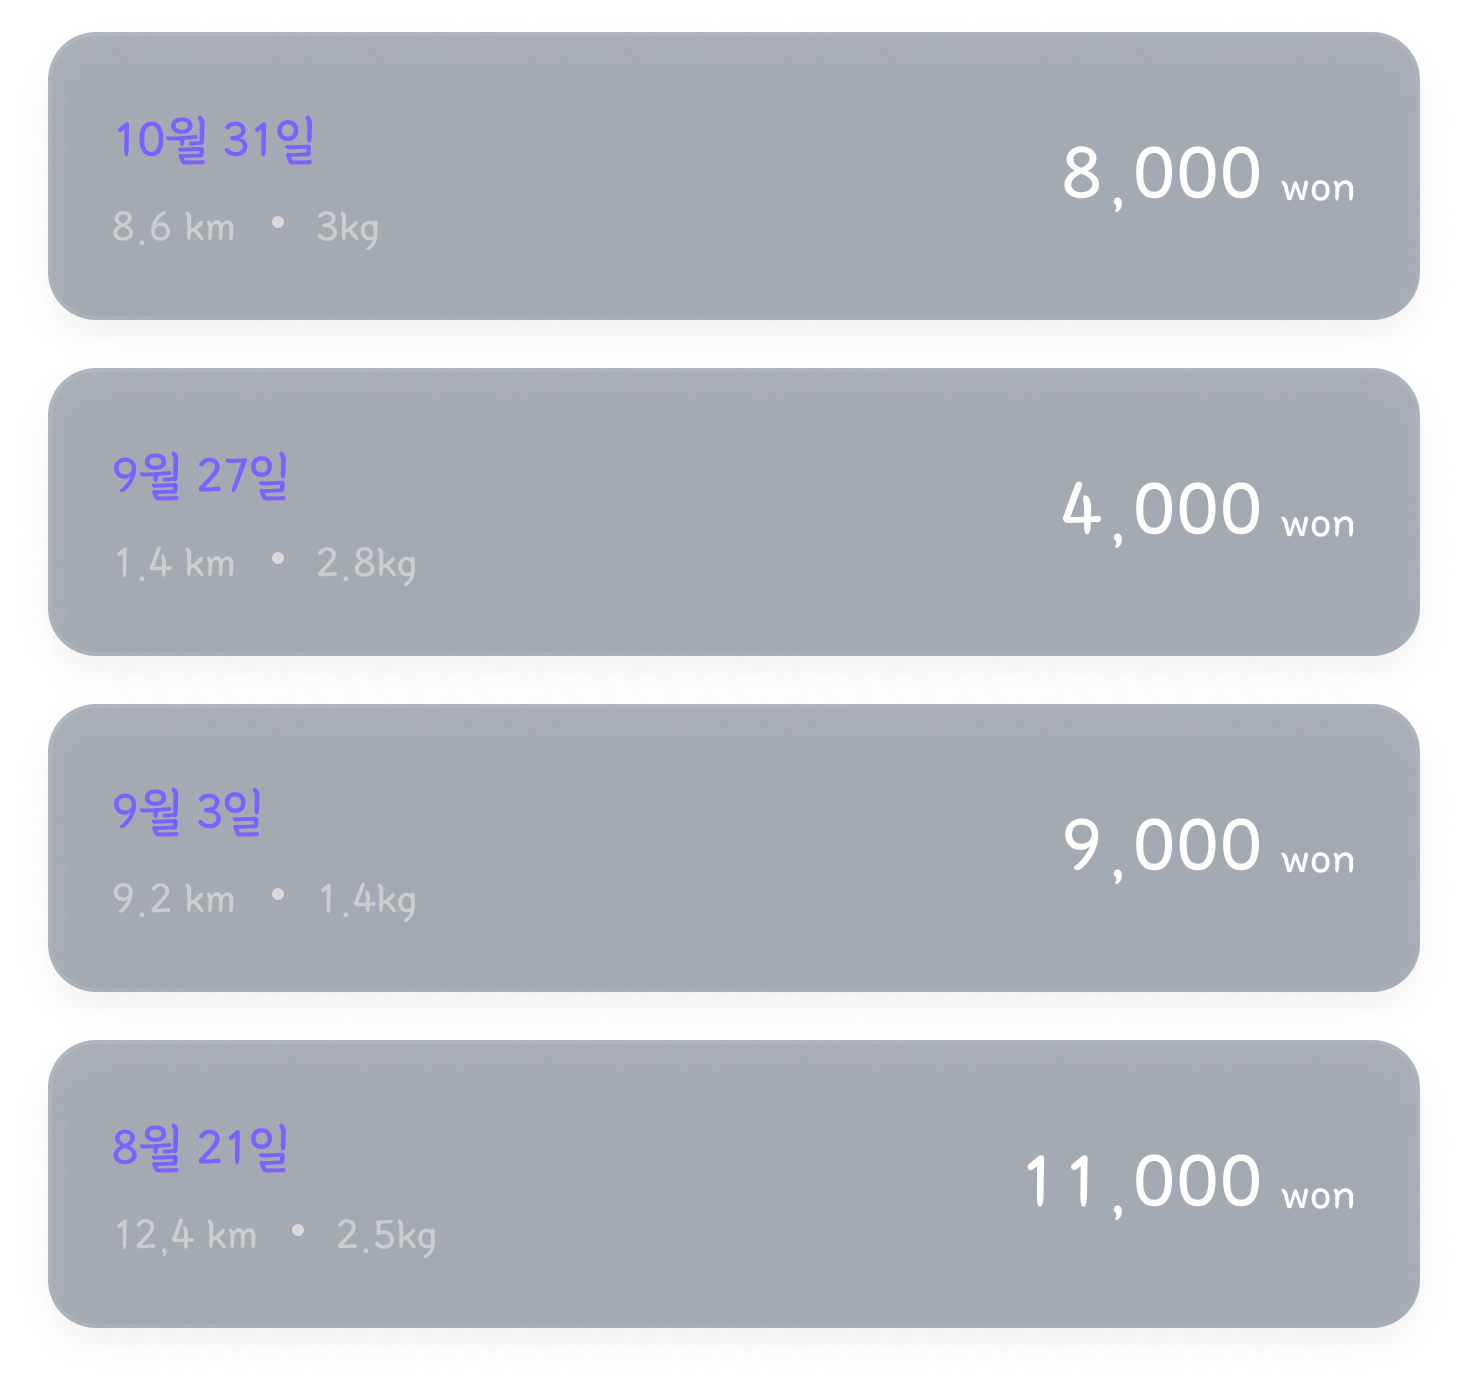 10월 31일
8.6 km • 3kg
8,000 won
9월 27일
1.4 km • 2.8kg
4,000 won
9월 3일
9.2 km • 1.4kg
9,000 won
8월 21일
12,4 km • 2.5kg
11,000 won